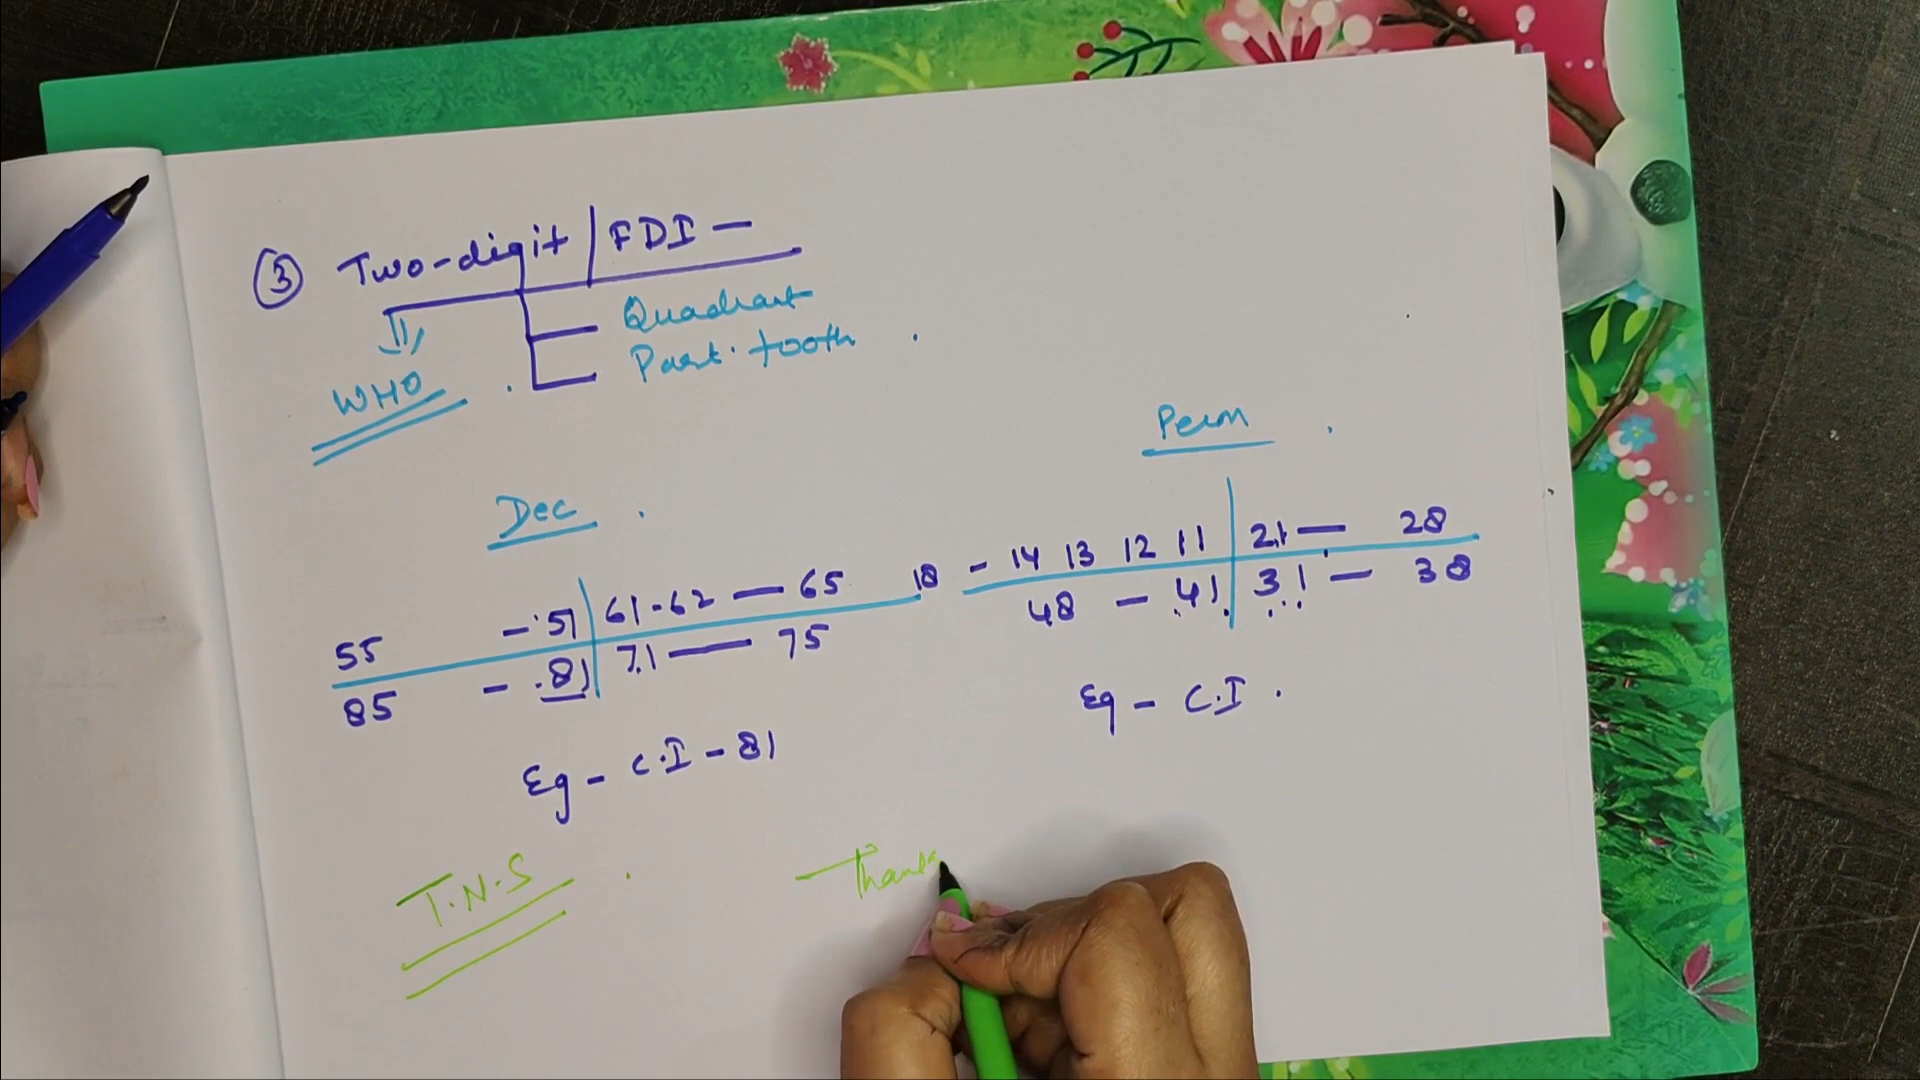 ③ Two-digit / FDI —
Quadrant
Part. tooth
WHO
Dec
55 - 51 61 - 62 — 65
85 - 81 71 — 75
Eg - C.I - 81
Perm
18 - 14 13 12 11 21 — 28
48 - 41 31 — 38
Eg - C.I.
T.N.S
Thank